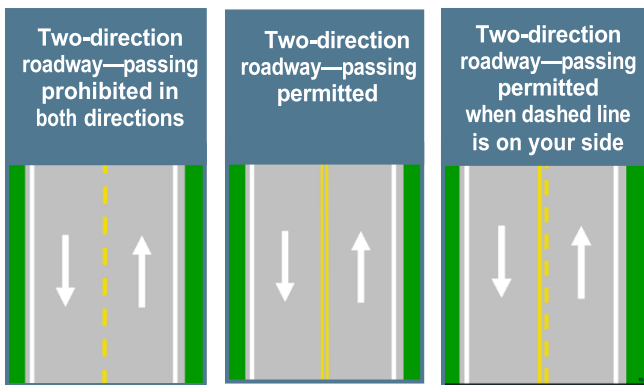 Two-direction
roadway—passing
prohibited in
both directions
Two-direction
roadway—passing
permitted
Two-direction
roadway—passing
permitted
when dashed line
is on your side